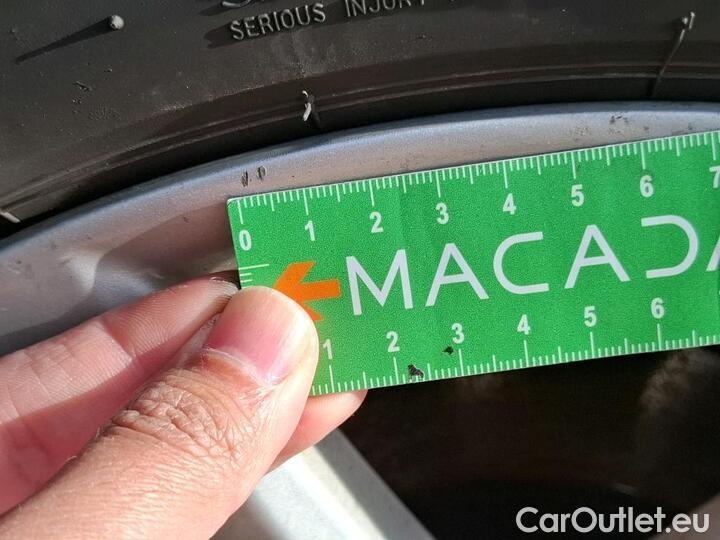 SERIOUS INJURY
0 1 2 3 4 5 6 7
MACADA
1 2 3 4 5 6
CarOutlet.eu